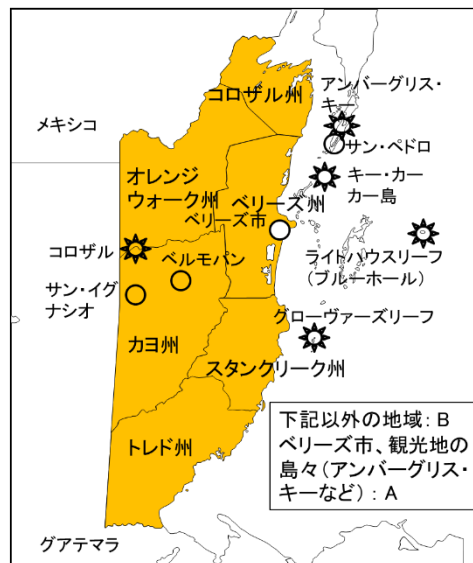 コロザル州
アンバーグリス・
キー
メキシコ
サン・ペドロ
オレンジ
ウォーク州
キー・カー
カー島
ベリーズ州
ベリーズ市
コロザル
ベルモパン
ライトハウスリーフ
(ブルーホール)
サン・イグ
ナシオ
グローヴァーズリーフ
カヨ州
スタンクリーク州
下記以外の地域:B
ベリーズ市、観光地の
島々(アンバーグリス・
キーなど):A
トレド州
グアテマラ